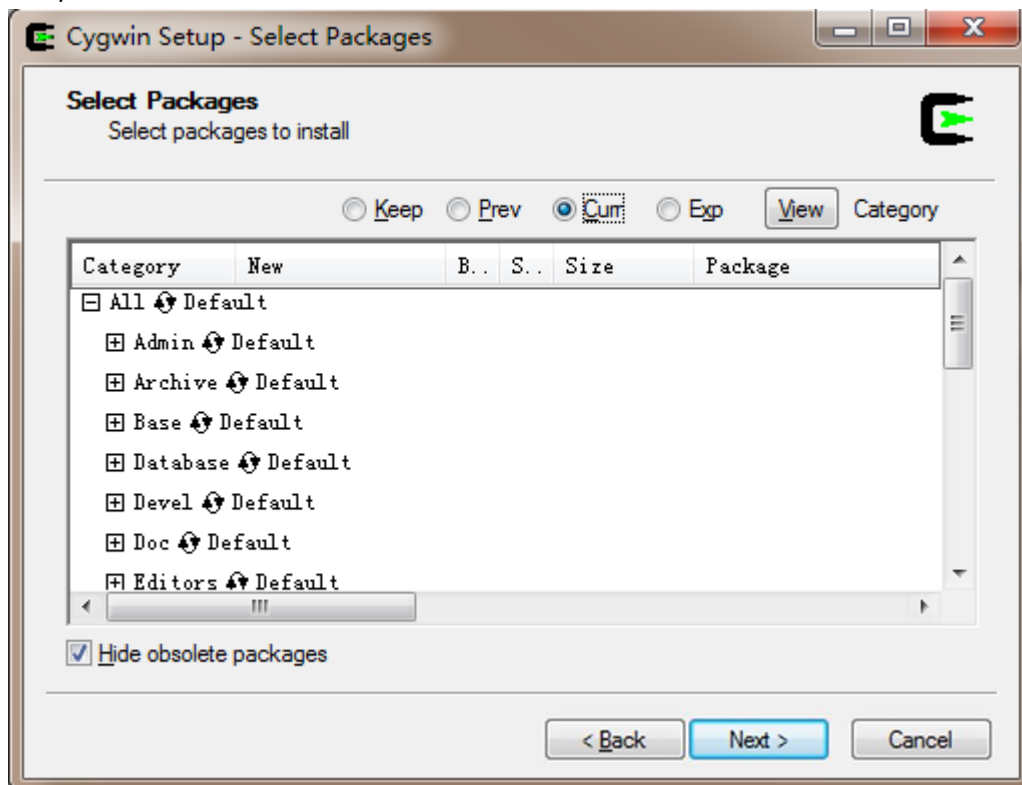 Cygwin Setup - Select Packages
Select Packages
Select packages to install
Keep Prev Curr Exp View Category
Category New B.. S.. Size Package
All Default
Admin Default
Archive Default
Base Default
Database Default
Devel Default
Doc Default
Editors Default
Hide obsolete packages
< Back Next > Cancel